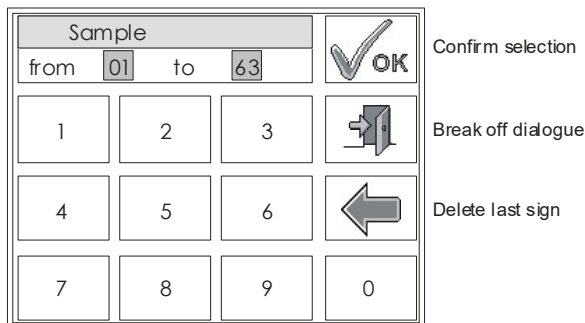 Sample
from 01 to 63
OK
Confirm selection
1 2 3
Break off dialogue
4 5 6
Delete last sign
7 8 9 0